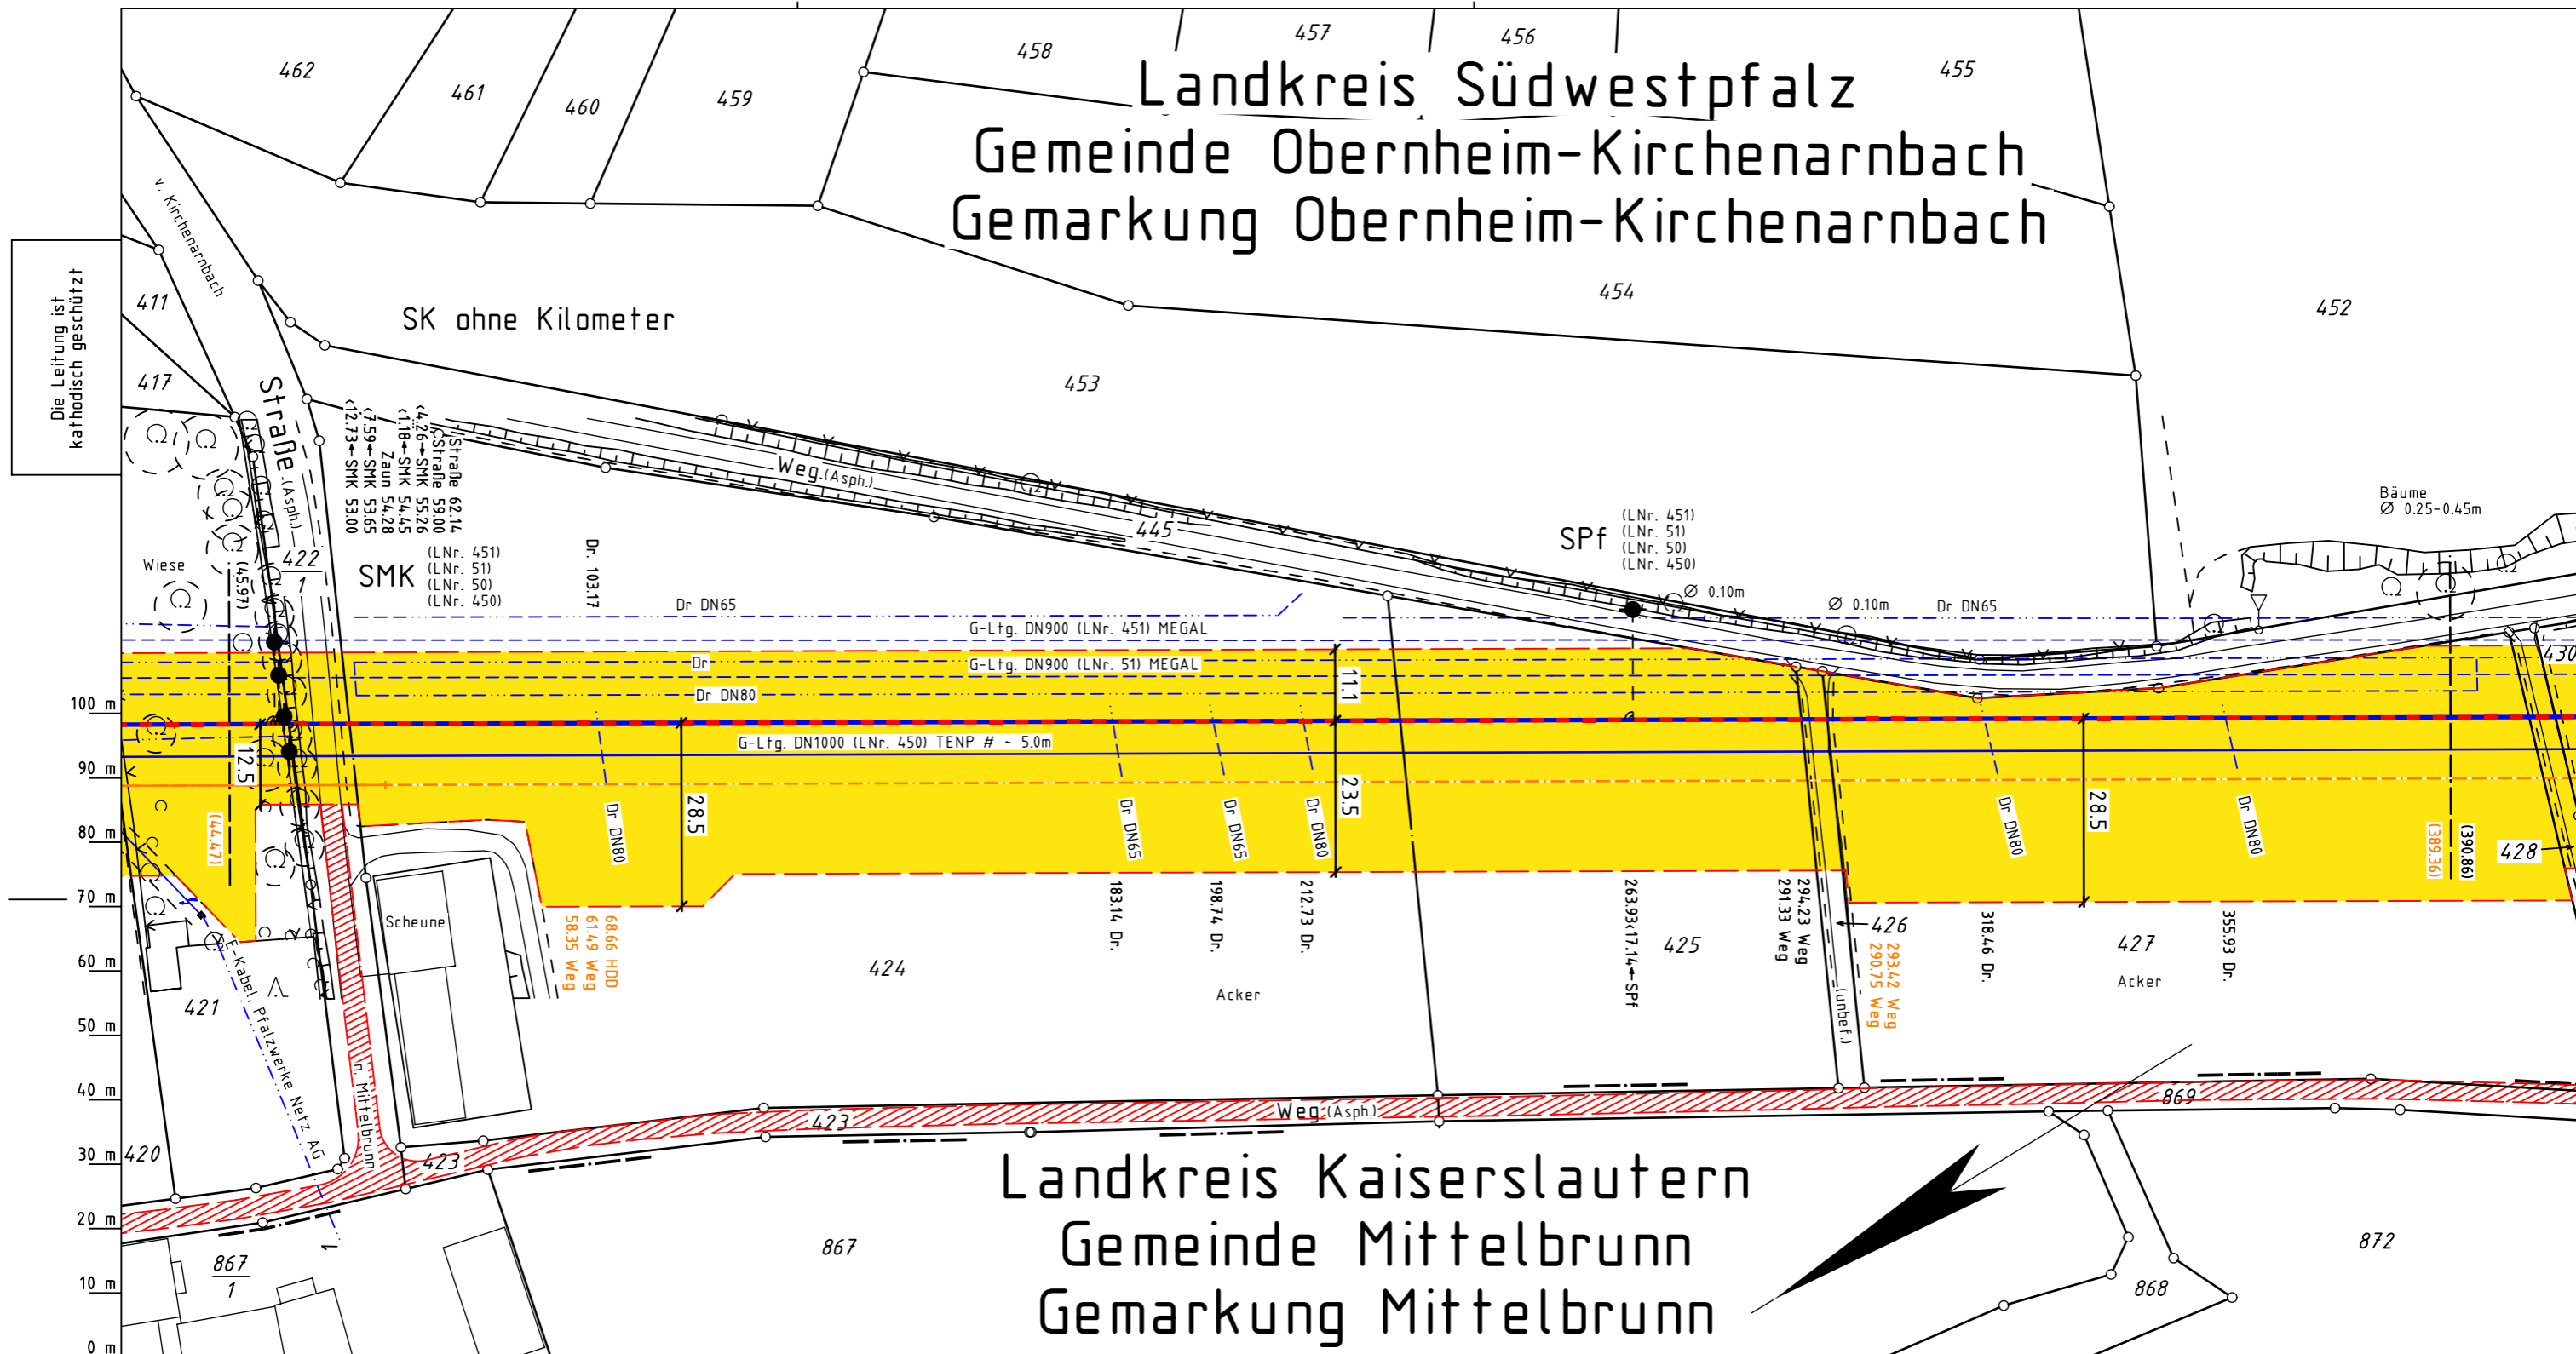 462
461
460
459
458
457
456
455
Landkreis Südwestpfalz
Gemeinde Obernheim-Kirchenarnbach
Gemarkung Obernheim-Kirchenarnbach
v. Kirchenarnbach
Die Leitung ist
kathodisch geschützt
411
417
SK ohne Kilometer
453
454
452
Straße (Asph.)
Straße 62.14
Straße 59.00
<4.26 SMK 55.26
<1.18 SMK 54.45
Zaun 54.28
<7.59 SMK 53.65
<12.73 SMK 53.00
Weg (Asph.)
445
Bäume
Ø 0.25-0.45m
Wiese
(45.97)
422
1
SMK
(LNr. 451)
(LNr. 51)
(LNr. 50)
(LNr. 450)
Dr. 103.17
SPf
(LNr. 451)
(LNr. 51)
(LNr. 50)
(LNr. 450)
Ø 0.10m
Ø 0.10m
Dr DN65
Dr DN65
G-Ltg. DN900 (LNr. 451) MEGAL
Dr
G-Ltg. DN900 (LNr. 51) MEGAL
Dr DN80
11.1
430
G-Ltg. DN1000 (LNr. 450) TENP # ~ 5.0m
12.5
28.5
23.5
28.5
(44.47)
Dr DN80
Dr DN65
Dr DN65
Dr DN80
Dr DN80
Dr DN80
(389.36)
(390.86)
428
100 m
90 m
80 m
70 m
60 m
50 m
40 m
30 m
20 m
10 m
0 m
Scheune
68.66 HDD
61.49 Weg
58.35 Weg
183.14 Dr.
198.74 Dr.
212.73 Dr.
263.93<17.14 SPf
294.23 Weg
291.33 Weg
426
293.42 Weg
290.75 Weg
318.46 Dr.
355.93 Dr.
421
424
425
427
Acker
Acker
(unbef.)
E-Kabel, Pfalzwerke Netz AG
n. Mittelbrunn
420
423
423
Weg (Asph.)
869
Landkreis Kaiserslautern
Gemeinde Mittelbrunn
Gemarkung Mittelbrunn
867
1
867
868
872